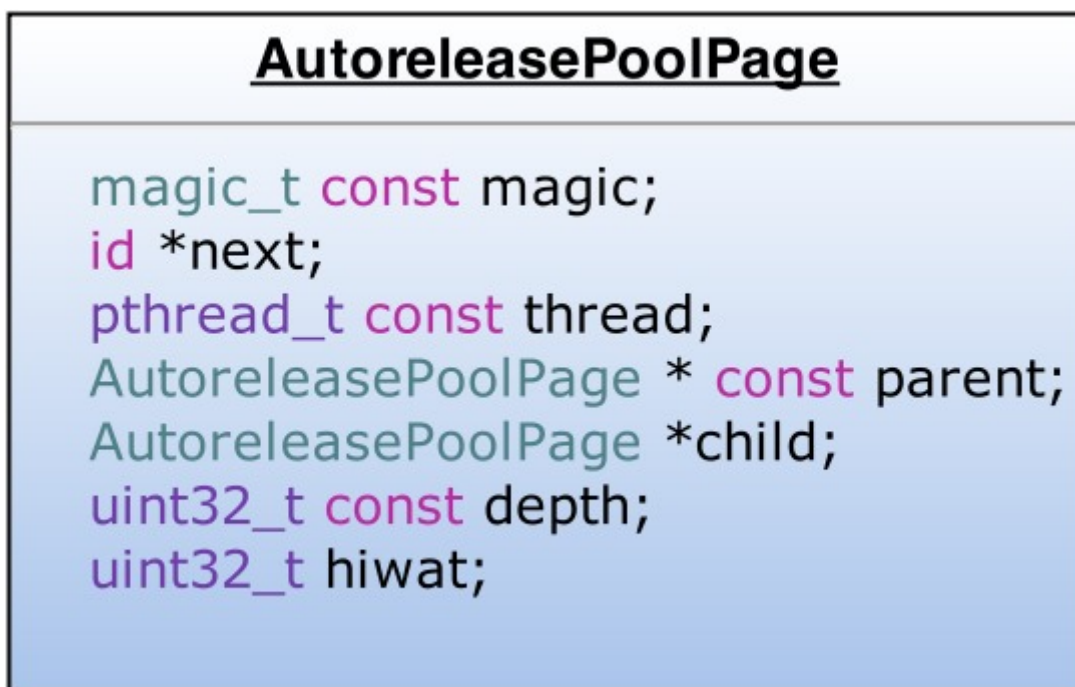 AutoreleasePoolPage
magic_t const magic;
id *next;
pthread_t const thread;
AutoreleasePoolPage * const parent;
AutoreleasePoolPage *child;
uint32_t const depth;
uint32_t hiwat;